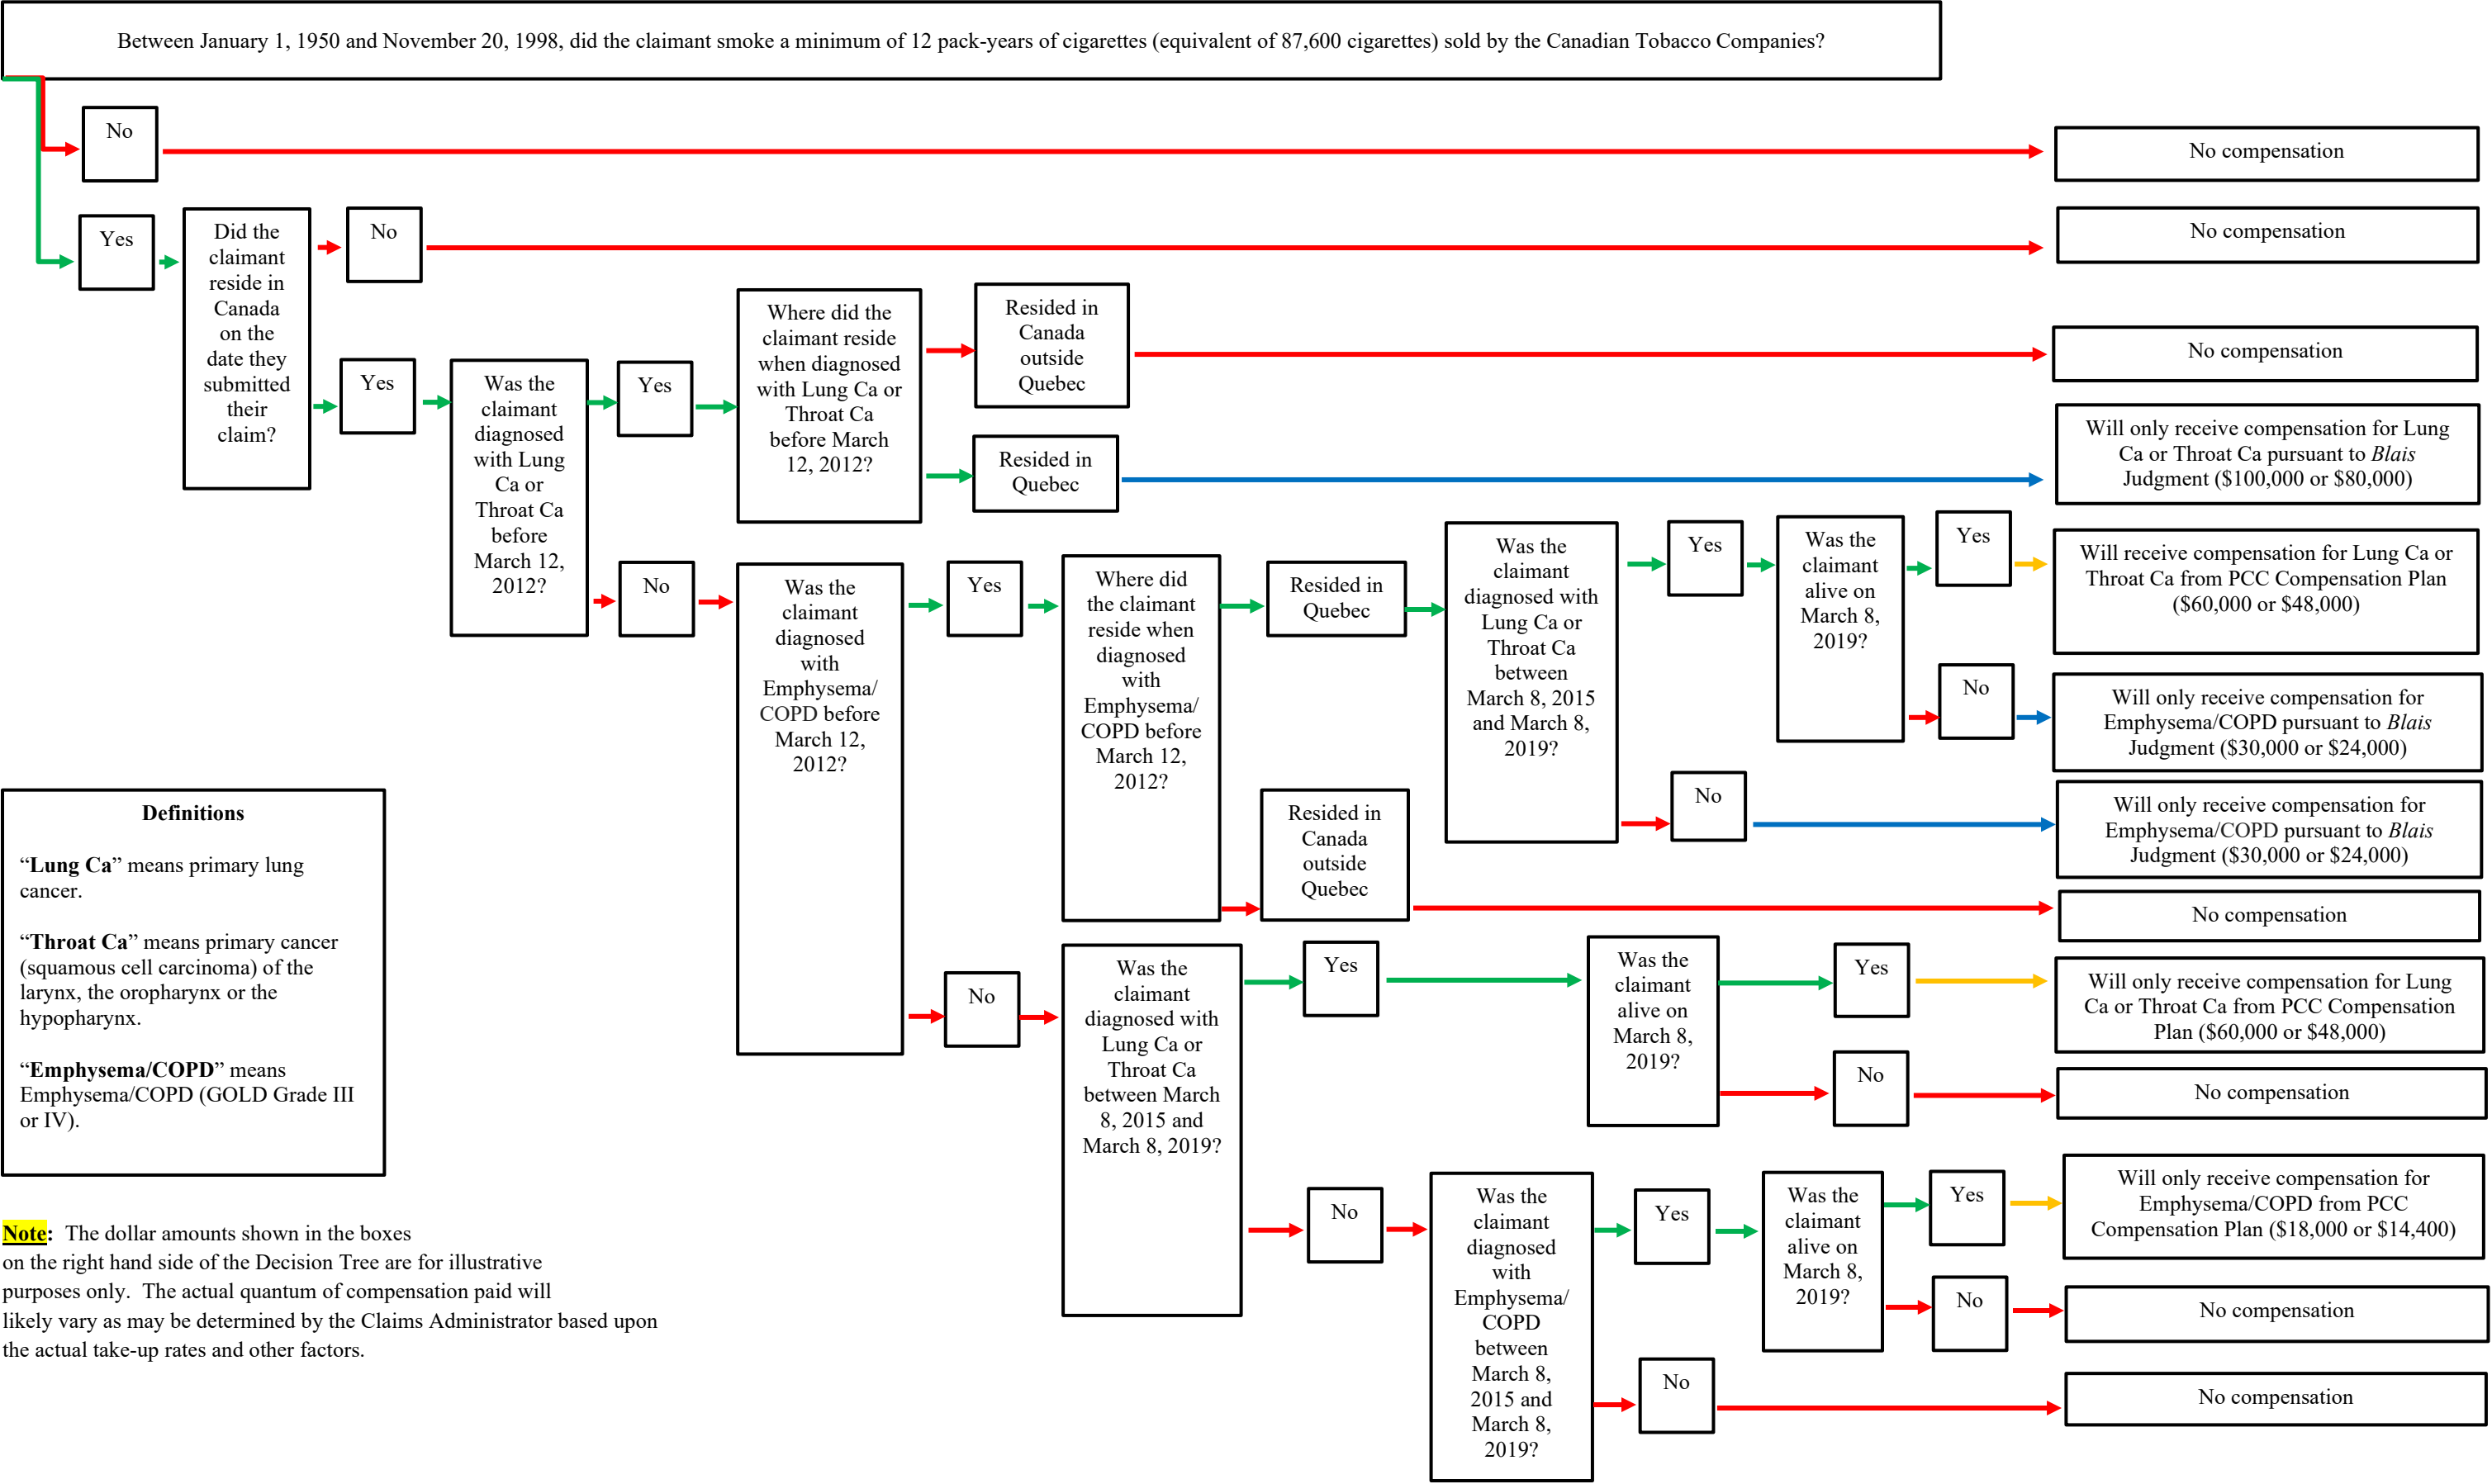 Between January 1, 1950 and November 20, 1998, did the claimant smoke a minimum of 12 pack-years of cigarettes (equivalent of 87,600 cigarettes) sold by the Canadian Tobacco Companies?
No
No compensation
Yes
Did the
claimant
reside in
Canada
on the
date they
submitted
their
claim?
No
No compensation
Yes
Was the
claimant
diagnosed
with Lung
Ca or
Throat Ca
before
March 12,
2012?
Yes
Where did the
claimant reside
when diagnosed
with Lung Ca or
Throat Ca
before March
12, 2012?
Resided in
Canada
outside
Quebec
No compensation
Resided in
Quebec
Will only receive compensation for Lung
Ca or Throat Ca pursuant to Blais
Judgment ($100,000 or $80,000)
No
Was the
claimant
diagnosed
with
Emphysema/
COPD before
March 12,
2012?
Yes
Where did
the claimant
reside when
diagnosed
with
Emphysema/
COPD before
March 12,
2012?
Resided in
Quebec
Was the
claimant
diagnosed with
Lung Ca or
Throat Ca
between
March 8, 2015
and March 8,
2019?
Yes
Was the
claimant
alive on
March 8,
2019?
Yes
Will receive compensation for Lung Ca or
Throat Ca from PCC Compensation Plan
($60,000 or $48,000)
No
Will only receive compensation for
Emphysema/COPD pursuant to Blais
Judgment ($30,000 or $24,000)
No
Will only receive compensation for
Emphysema/COPD pursuant to Blais
Judgment ($30,000 or $24,000)
Resided in
Canada
outside
Quebec
No compensation
No
Was the
claimant
diagnosed with
Lung Ca or
Throat Ca
between March
8, 2015 and
March 8, 2019?
Yes
Was the
claimant
alive on
March 8,
2019?
Yes
Will only receive compensation for Lung
Ca or Throat Ca from PCC Compensation
Plan ($60,000 or $48,000)
No
No compensation
No
Was the
claimant
diagnosed
with
Emphysema/
COPD
between
March 8,
2015 and
March 8,
2019?
Yes
Was the
claimant
alive on
March 8,
2019?
Yes
Will only receive compensation for
Emphysema/COPD from PCC
Compensation Plan ($18,000 or $14,400)
No
No compensation
No
No compensation
Definitions
“Lung Ca” means primary lung
cancer.
“Throat Ca” means primary cancer
(squamous cell carcinoma) of the
larynx, the oropharynx or the
hypopharynx.
“Emphysema/COPD” means
Emphysema/COPD (GOLD Grade III
or IV).
Note: The dollar amounts shown in the boxes
on the right hand side of the Decision Tree are for illustrative
purposes only. The actual quantum of compensation paid will
likely vary as may be determined by the Claims Administrator based upon
the actual take-up rates and other factors.